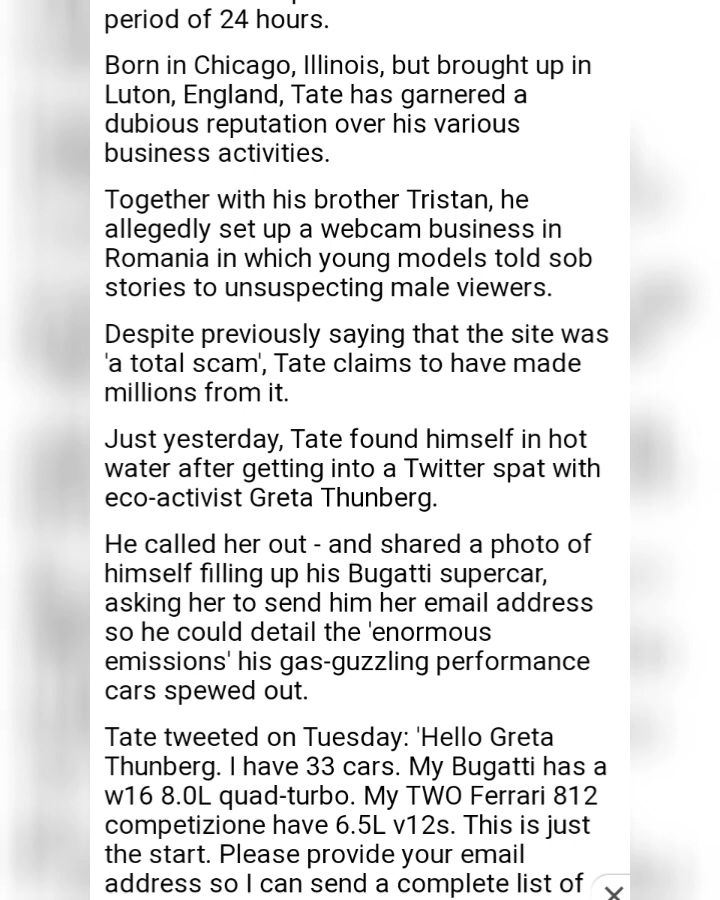 period of 24 hours.
Born in Chicago, Illinois, but brought up in
Luton, England, Tate has garnered a
dubious reputation over his various
business activities.
Together with his brother Tristan, he
allegedly set up a webcam business in
Romania in which young models told sob
stories to unsuspecting male viewers.
Despite previously saying that the site was
'a total scam', Tate claims to have made
millions from it.
Just yesterday, Tate found himself in hot
water after getting into a Twitter spat with
eco-activist Greta Thunberg.
He called her out - and shared a photo of
himself filling up his Bugatti supercar,
asking her to send him her email address
so he could detail the 'enormous
emissions' his gas-guzzling performance
cars spewed out.
Tate tweeted on Tuesday: 'Hello Greta
Thunberg. I have 33 cars. My Bugatti has a
w16 8.0L quad-turbo. My TWO Ferrari 812
competizione have 6.5L v12s. This is just
the start. Please provide your email
address so I can send a complete list of